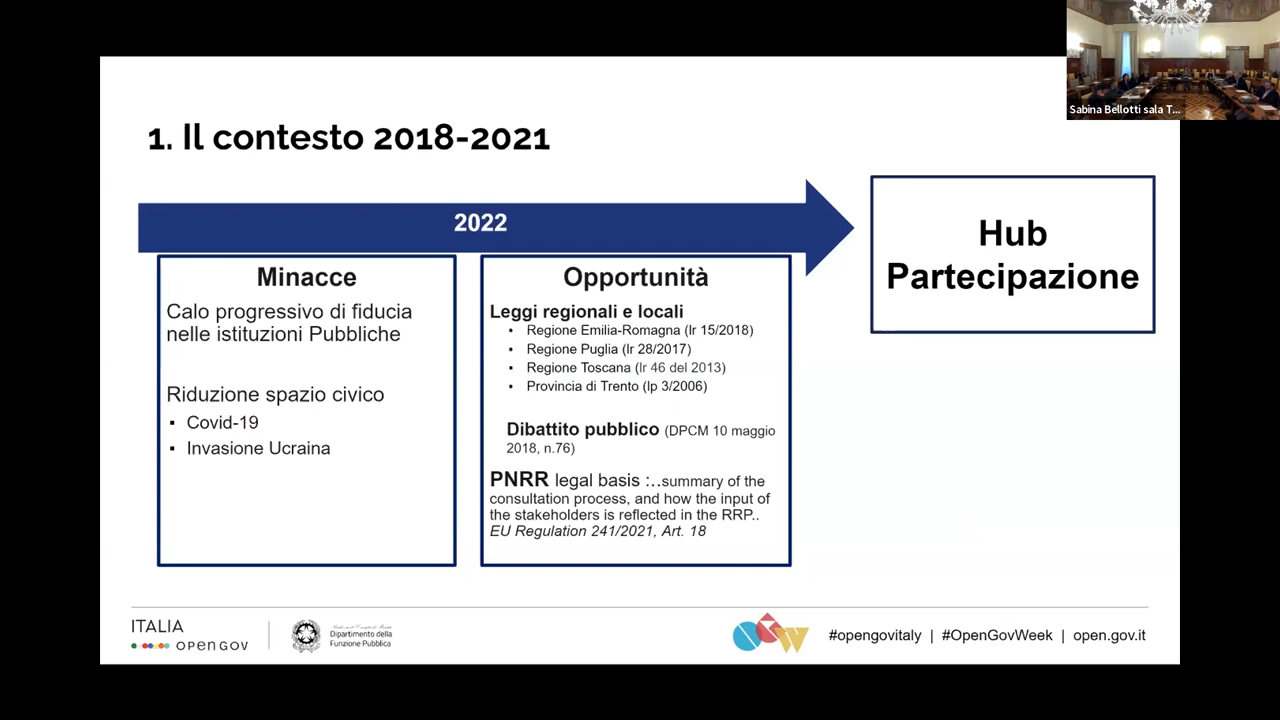 Sabina Bellotti sala T...
1. Il contesto 2018-2021
2022
Hub
Partecipazione
Minacce
Calo progressivo di fiducia
nelle istituzioni Pubbliche
Riduzione spazio civico
▪ Covid-19
▪ Invasione Ucraina
Opportunità
Leggi regionali e locali
▪ Regione Emilia-Romagna (lr 15/2018)
▪ Regione Puglia (lr 28/2017)
▪ Regione Toscana (lr 46 del 2013)
▪ Provincia di Trento (lp 3/2006)
Dibattito pubblico (DPCM 10 maggio
2018, n.76)
PNRR legal basis :..summary of the
consultation process, and how the input of
the stakeholders is reflected in the RRP..
EU Regulation 241/2021, Art. 18
ITALIA
OPEN GOV
Dipartimento della
Funzione Pubblica
#opengovitaly | #OpenGovWeek | open.gov.it